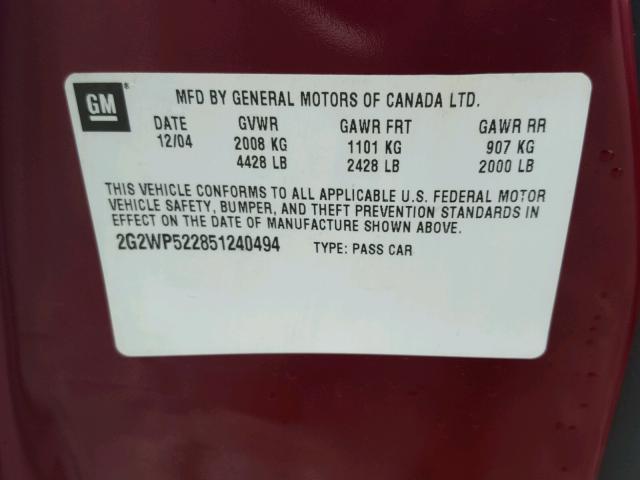 GM®
MFD BY GENERAL MOTORS OF CANADA LTD.
DATE GVWR GAWR FRT GAWR RR
12/04 2008 KG 1101 KG 907 KG
4428 LB 2428 LB 2000 LB
THIS VEHICLE CONFORMS TO ALL APPLICABLE U.S. FEDERAL MOTOR
VEHICLE SAFETY, BUMPER, AND THEFT PREVENTION STANDARDS IN
EFFECT ON THE DATE OF MANUFACTURE SHOWN ABOVE.
2G2WP522851240494 TYPE: PASS CAR